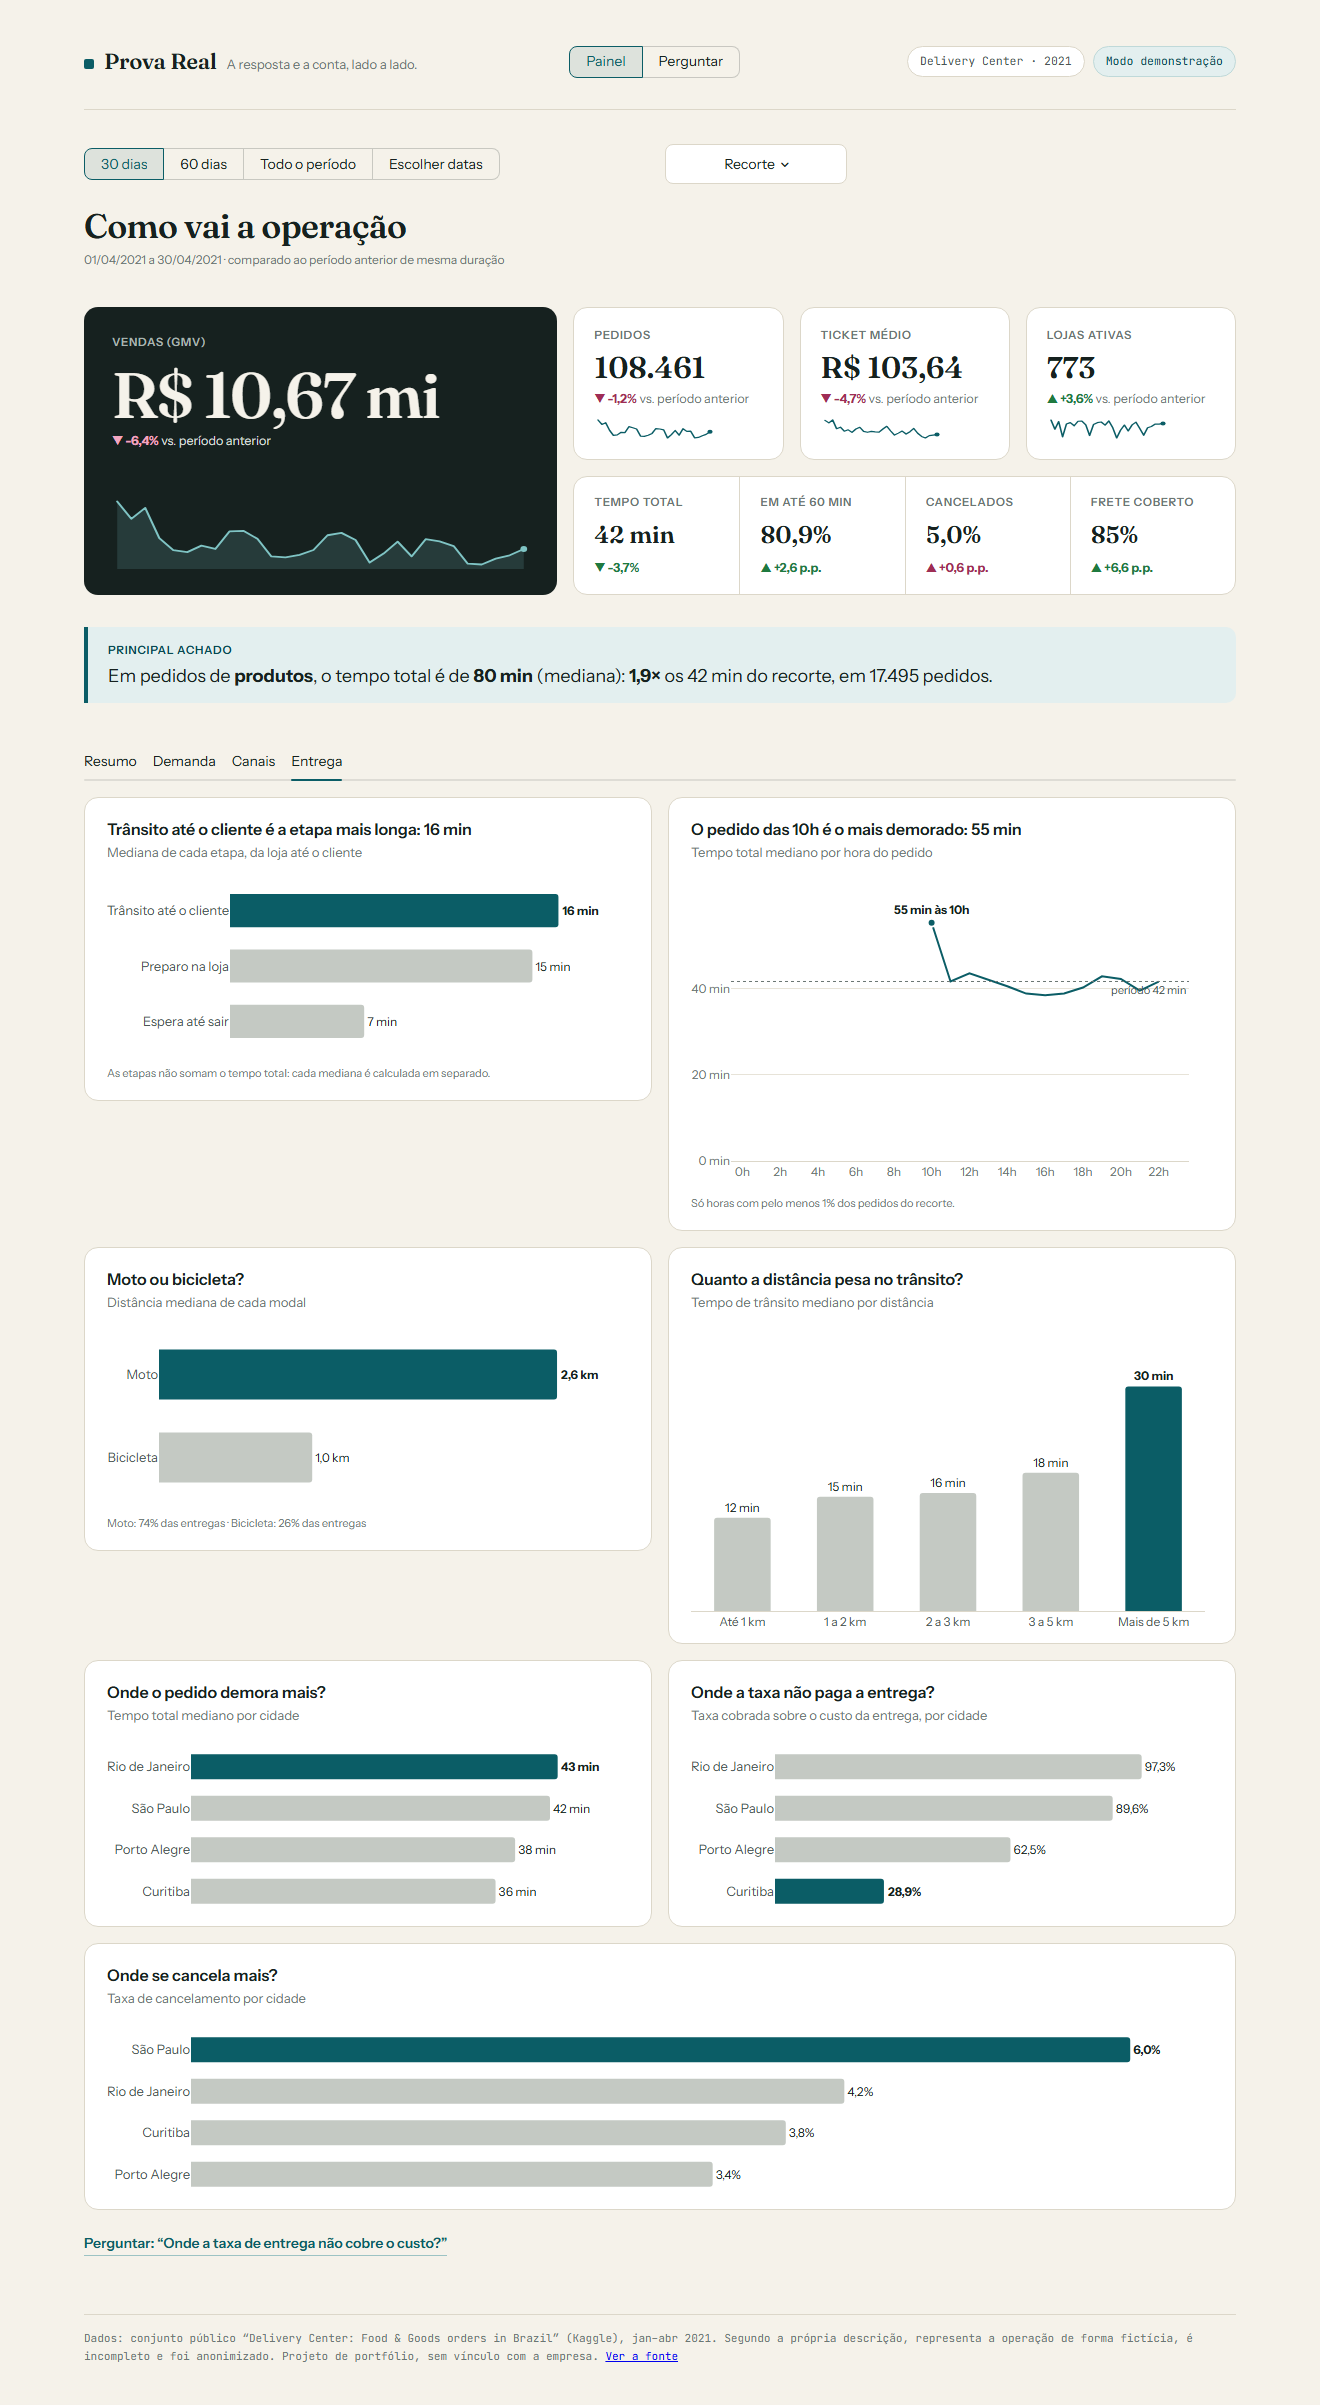 Prova Real A resposta e a conta, lado a lado.
Painel Perguntar
Delivery Center · 2021
Modo demonstração
30 dias 60 dias Todo o período Escolher datas
Recorte
Como vai a operação
01/04/2021 a 30/04/2021 · comparado ao período anterior de mesma duração
VENDAS (GMV)
R$ 10,67 mi
▼ -6,4% vs. período anterior
PEDIDOS
108.461
▼ -1,2% vs. período anterior
TICKET MÉDIO
R$ 103,64
▼ -4,7% vs. período anterior
LOJAS ATIVAS
773
▲ +3,6% vs. período anterior
TEMPO TOTAL
42 min
▼ -3,7%
EM ATÉ 60 MIN
80,9%
▲ +2,6 p.p.
CANCELADOS
5,0%
▲ +0,6 p.p.
FRETE COBERTO
85%
▲ +6,6 p.p.
PRINCIPAL ACHADO
Em pedidos de produtos, o tempo total é de 80 min (mediana): 1,9× os 42 min do recorte, em 17.495 pedidos.
Resumo Demanda Canais Entrega
Trânsito até o cliente é a etapa mais longa: 16 min
Mediana de cada etapa, da loja até o cliente
Trânsito até o cliente 16 min
Preparo na loja 15 min
Espera até sair 7 min
As etapas não somam o tempo total: cada mediana é calculada em separado.
O pedido das 10h é o mais demorado: 55 min
Tempo total mediano por hora do pedido
55 min às 10h
40 min
período 42 min
20 min
0 min
0h 2h 4h 6h 8h 10h 12h 14h 16h 18h 20h 22h
Só horas com pelo menos 1% dos pedidos do recorte.
Moto ou bicicleta?
Distância mediana de cada modal
Moto 2,6 km
Bicicleta 1,0 km
Moto: 74% das entregas · Bicicleta: 26% das entregas
Quanto a distância pesa no trânsito?
Tempo de trânsito mediano por distância
12 min 15 min 16 min 18 min 30 min
Até 1 km 1 a 2 km 2 a 3 km 3 a 5 km Mais de 5 km
Onde o pedido demora mais?
Tempo total mediano por cidade
Rio de Janeiro 43 min
São Paulo 42 min
Porto Alegre 38 min
Curitiba 36 min
Onde a taxa não paga a entrega?
Taxa cobrada sobre o custo da entrega, por cidade
Rio de Janeiro 97,3%
São Paulo 89,6%
Porto Alegre 62,5%
Curitiba 28,9%
Onde se cancela mais?
Taxa de cancelamento por cidade
São Paulo 6,0%
Rio de Janeiro 4,2%
Curitiba 3,8%
Porto Alegre 3,4%
Perguntar: “Onde a taxa de entrega não cobre o custo?”
Dados: conjunto público “Delivery Center: Food & Goods orders in Brazil” (Kaggle), jan–abr 2021. Segundo a própria descrição, representa a operação de forma fictícia, é
incompleto e foi anonimizado. Projeto de portfólio, sem vínculo com a empresa. Ver a fonte